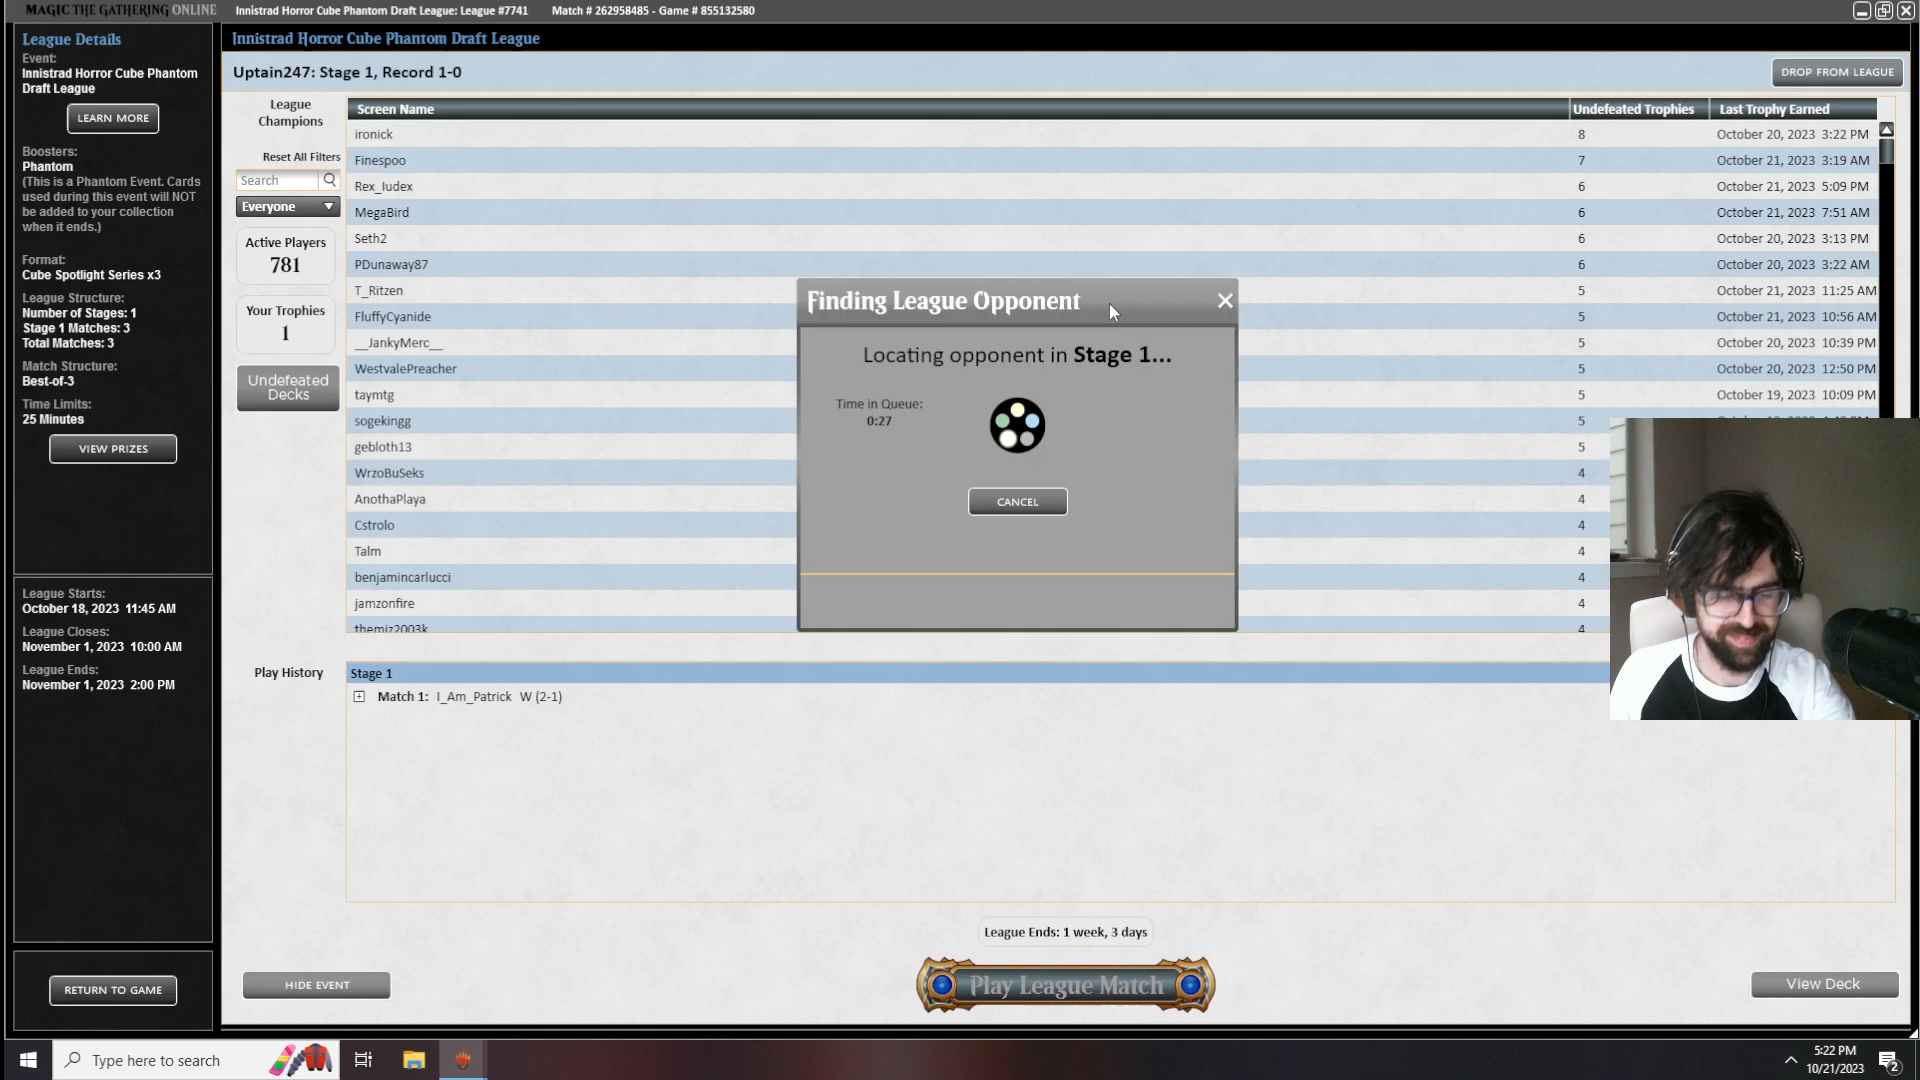 MAGIC THE GATHERING ONLINE
Innistrad Horror Cube Phantom Draft League: League #7741
Match # 262958485 - Game # 855132580
League Details
Event:
Innistrad Horror Cube Phantom
Draft League
LEARN MORE
Boosters:
Phantom
(This is a Phantom Event. Cards
used during this event will NOT
be added to your collection
when it ends.)
Format:
Cube Spotlight Series x3
League Structure:
Number of Stages: 1
Stage 1 Matches: 3
Total Matches: 3
Match Structure:
Best-of-3
Time Limits:
25 Minutes
VIEW PRIZES
League Starts:
October 18, 2023 11:45 AM
League Closes:
November 1, 2023 10:00 AM
League Ends:
November 1, 2023 2:00 PM
RETURN TO GAME
Innistrad Horror Cube Phantom Draft League
Uptain247: Stage 1, Record 1-0
DROP FROM LEAGUE
League
Champions
Reset All Filters
Search
Everyone
Active Players
781
Your Trophies
1
Undefeated
Decks
Screen Name Undefeated Trophies Last Trophy Earned
ironick 8 October 20, 2023 3:22 PM
Finespoo 7 October 21, 2023 3:19 AM
Rex_Iudex 6 October 21, 2023 5:09 PM
MegaBird 6 October 21, 2023 7:51 AM
Seth2 6 October 20, 2023 3:13 PM
PDunaway87 6 October 20, 2023 3:22 AM
T_Ritzen 5 October 21, 2023 11:25 AM
FluffyCyanide 5 October 21, 2023 10:56 AM
__JankyMerc__ 5 October 20, 2023 10:39 PM
WestvalePreacher 5 October 20, 2023 12:50 PM
taymtg 5 October 19, 2023 10:09 PM
sogekingg 5
gebloth13 5
WrzoBuSeks 4
AnothaPlaya 4
Cstrolo 4
Talm 4
benjamincarlucci 4
jamzonfire 4
themiz2003k 4
Finding League Opponent
Locating opponent in Stage 1...
Time in Queue:
0:27
CANCEL
Play History
Stage 1
Match 1: I_Am_Patrick W (2-1)
League Ends: 1 week, 3 days
HIDE EVENT
Play League Match
View Deck
Type here to search
5:22 PM
10/21/2023
2